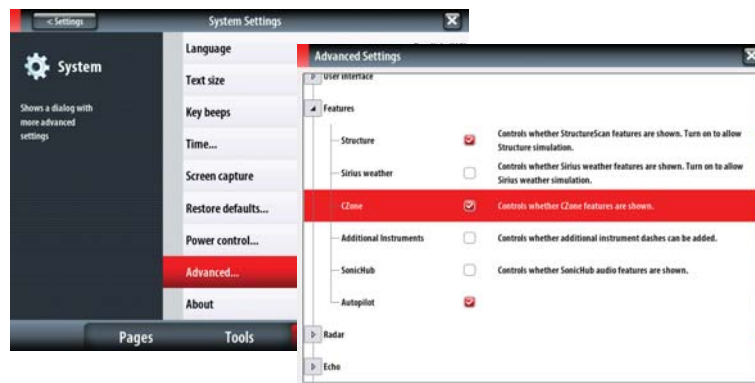 < Settings
System Settings
System
Shows a dialog with
more advanced
settings
Language
Text size
Key beeps
Time...
Screen capture
Restore defaults...
Power control...
Advanced...
About
Pages
Tools
Advanced Settings
User interface
Features
Structure
Controls whether StructureScan features are shown. Turn on to allow
Structure simulation.
Sirius weather
Controls whether Sirius weather features are shown. Turn on to allow
Sirius weather simulation.
CZone
Controls whether CZone features are shown.
Additional Instruments
Controls whether additional instrument dashes can be added.
SonicHub
Controls whether SonicHub audio features are shown.
Autopilot
Radar
Echo